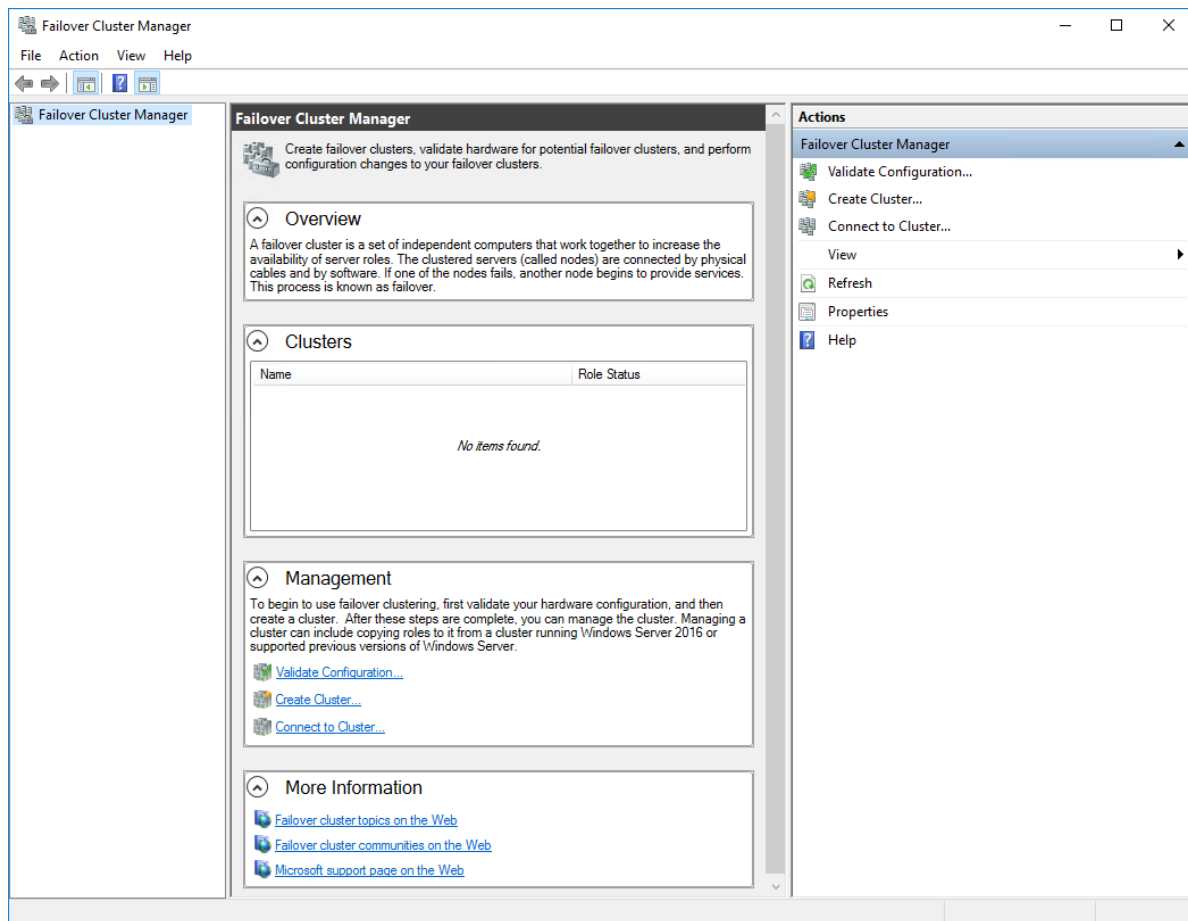 Failover Cluster Manager
File Action View Help
Failover Cluster Manager
Failover Cluster Manager
Create failover clusters, validate hardware for potential failover clusters, and perform
configuration changes to your failover clusters.
Overview
A failover cluster is a set of independent computers that work together to increase the
availability of server roles. The clustered servers (called nodes) are connected by physical
cables and by software. If one of the nodes fails, another node begins to provide services.
This process is known as failover.
Clusters
Name Role Status
No items found.
Management
To begin to use failover clustering, first validate your hardware configuration, and then
create a cluster. After these steps are complete, you can manage the cluster. Managing a
cluster can include copying roles to it from a cluster running Windows Server 2016 or
supported previous versions of Windows Server.
Validate Configuration...
Create Cluster...
Connect to Cluster...
More Information
Failover cluster topics on the Web
Failover cluster communities on the Web
Microsoft support page on the Web
Actions
Failover Cluster Manager
Validate Configuration...
Create Cluster...
Connect to Cluster...
View
Refresh
Properties
Help